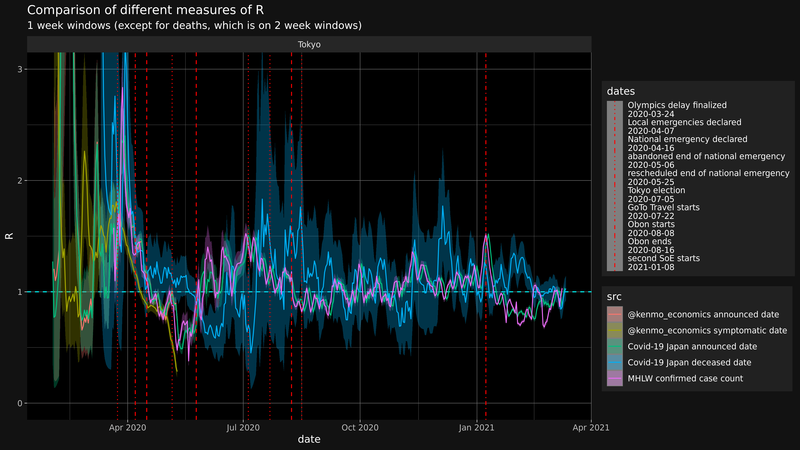 Comparison of different measures of R
1 week windows (except for deaths, which is on 2 week windows)
Tokyo
3
2
1
0
R
Apr 2020
Jul 2020
Oct 2020
Jan 2021
Apr 2021
date
dates
Olympics delay finalized
2020-03-24
Local emergencies declared
2020-04-07
National emergency declared
2020-04-16
abandoned end of national emergency
2020-05-06
rescheduled end of national emergency
2020-05-25
Tokyo election
2020-07-05
GoTo Travel starts
2020-07-22
Obon starts
2020-08-08
Obon ends
2020-08-16
second SoE starts
2021-01-08
src
@kenmo_economics announced date
@kenmo_economics symptomatic date
Covid-19 Japan announced date
Covid-19 Japan deceased date
MHLW confirmed case count